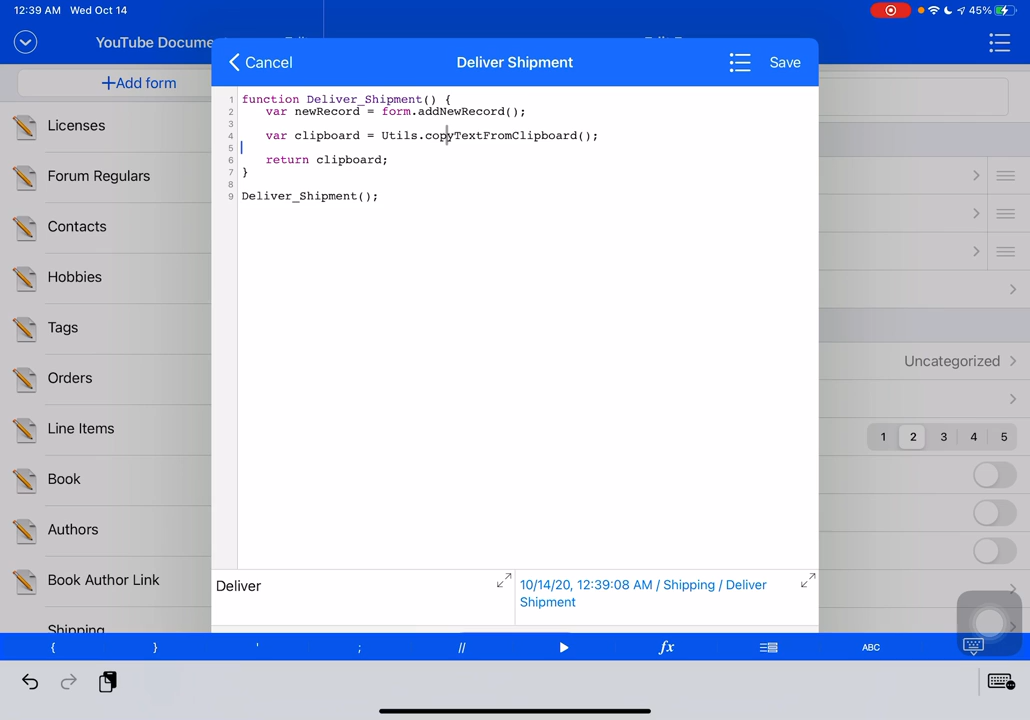 12:39 AM Wed Oct 14
45%
YouTube Docume
Cancel
Deliver Shipment
Save
+Add form
Licenses
Forum Regulars
Contacts
Hobbies
Tags
Orders
Line Items
Book
Authors
Book Author Link
Shipping
1 function Deliver_Shipment() {
2 var newRecord = form.addNewRecord();
3
4 var clipboard = Utils.copyTextFromClipboard();
5
6 return clipboard;
7 }
8
9 Deliver_Shipment();
Uncategorized
1 2 3 4 5
Deliver
10/14/20, 12:39:08 AM / Shipping / Deliver
Shipment
{ } ' ; // fx ABC